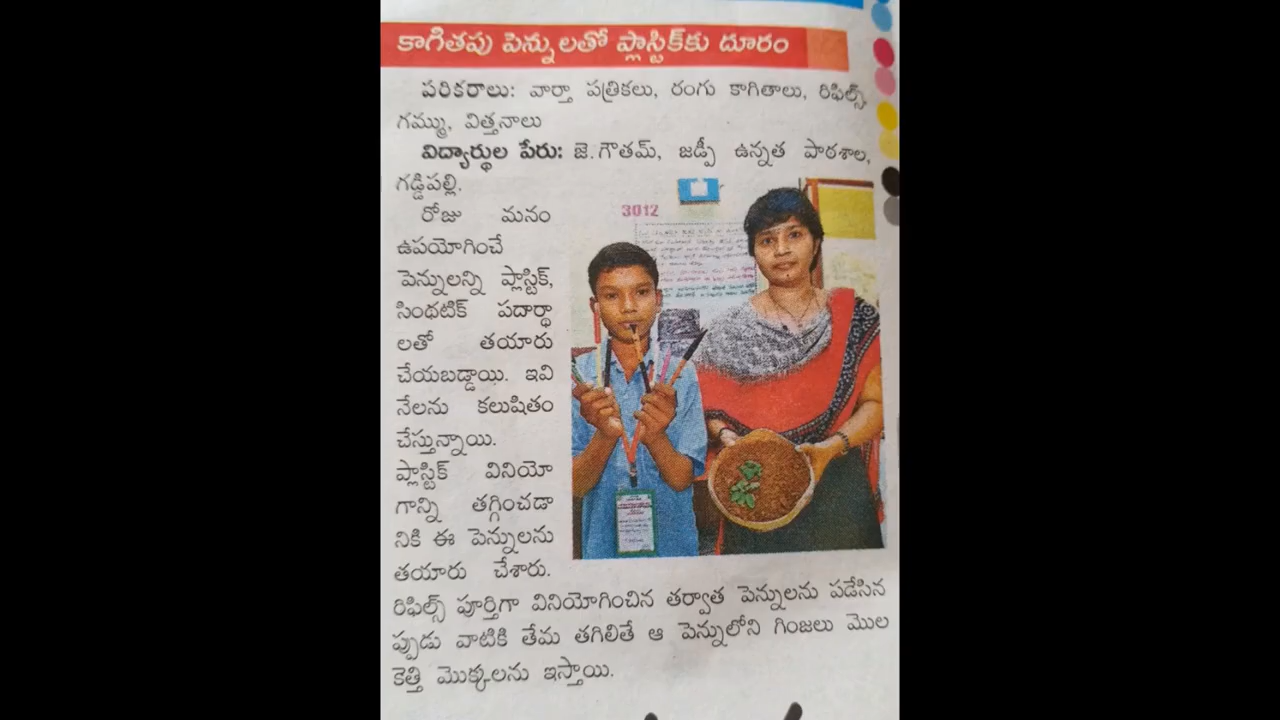 కాగితపు పెన్నులతో ప్లాస్టిక్‌కు దూరం
పరికరాలు: వార్తా పత్రికలు, రంగు కాగితాలు, రిఫిల్స్,
గమ్ము, విత్తనాలు
విద్యార్థుల పేరు: జె.గౌతమ్, జడ్పీ ఉన్నత పాఠశాల,
గడ్డిపల్లి.
రోజు మనం
ఉపయోగించే
పెన్నులన్ని ప్లాస్టిక్,
సింథటిక్ పదార్థా
లతో తయారు
చేయబడ్డాయి. ఇవి
నేలను కలుషితం
చేస్తున్నాయి.
ప్లాస్టిక్ వినియో
గాన్ని తగ్గించడా
నికి ఈ పెన్నులను
తయారు చేశారు.
రిఫిల్స్ పూర్తిగా వినియోగించిన తర్వాత పెన్నులను పడేసిన
ప్పుడు వాటికి తేమ తగిలితే ఆ పెన్నులోని గింజలు మొల
కెత్తి మొక్కలను ఇస్తాయి.
3012